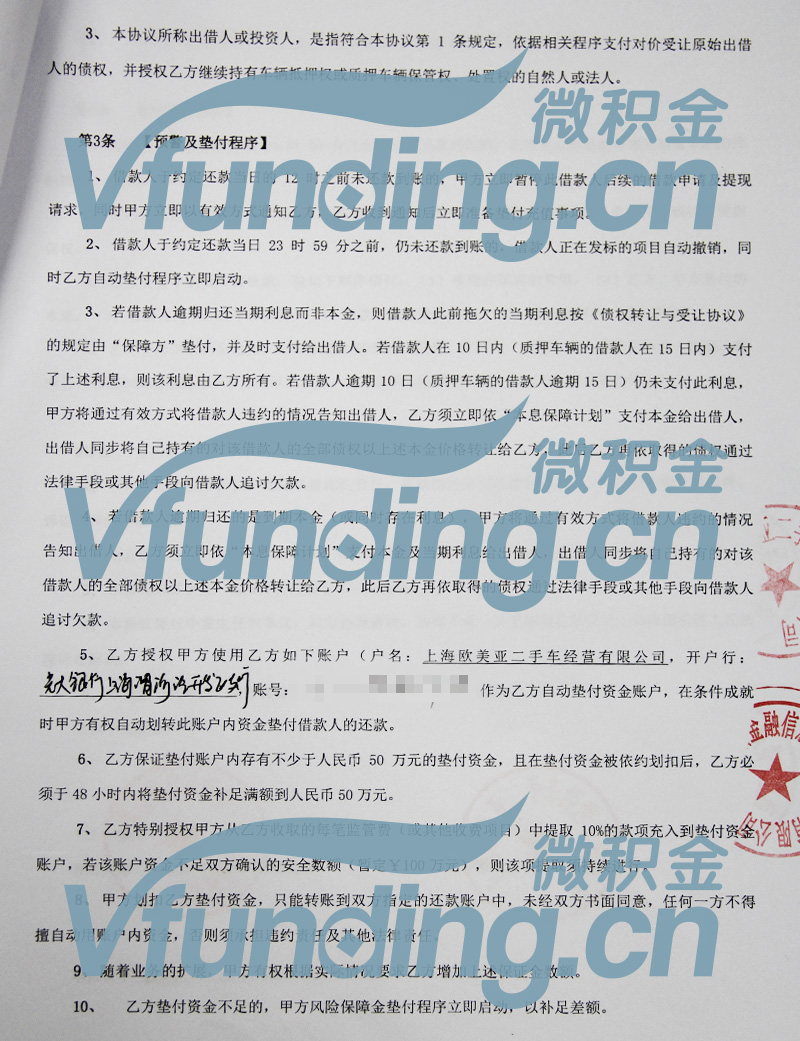 3、本协议所称出借人或投资人，是指符合本协议第 1 条规定，依据相关程序支付对价受让原始出借
人的债权，并授权乙方继续持有车辆抵押权或质押车辆保管权、处置权的自然人或法人。
微积金
Vfunding.cn
第3条 【预警及垫付程序】
1、借款人于约定还款当日的 12 时之前未还款到账的，甲方立即暂停此借款人后续的借款申请及提现
请求，同时甲方立即以有效方式通知乙方，乙方收到通知后立即准备垫付充值事项。
2、借款人于约定还款当日 23 时 59 分之前，仍未还款到账的，借款人正在发标的项目自动撤销，同
时乙方自动垫付程序立即启动。
3、若借款人逾期归还当期利息而非本金，则借款人此前拖欠的当期利息按《债权转让与受让协议》
的规定由“保障方”垫付，并及时支付给出借人。若借款人在 10 日内（质押车辆的借款人在 15 日内）支付
了上述利息，则该利息由乙方所有。若借款人逾期 10 日（质押车辆的借款人逾期 15 日）仍未支付此利息，
甲方将通过有效方式将借款人违约的情况告知出借人，乙方须立即依“本息保障计划”支付本金给出借人，
出借人同步将自己持有的对该借款人的全部债权以上述本金价格转让给乙方，此后乙方再依取得的债权通过
法律手段或其他手段向借款人追讨欠款。
微积金
Vfunding.cn
4、若借款人逾期归还的是到期本金（或同时存在利息），甲方将通过有效方式将借款人违约的情况
告知出借人，乙方须立即依“本息保障计划”支付本金及当期利息给出借人，出借人同步将自己持有的对该
借款人的全部债权以上述本金价格转让给乙方，此后乙方再依取得的债权通过法律手段或其他手段向借款人
追讨欠款。
司
5、乙方授权甲方使用乙方如下账户（户名：上海欧美亚二手车经营有限公司，开户行：
光大银行上海 支行 账号： 作为乙方自动垫付资金账户，在条件成就
时甲方有权自动划转此账户内资金垫付借款人的还款。
金融信
有限公
6、乙方保证垫付账户内存有不少于人民币 50 万元的垫付资金，且在垫付资金被依约划扣后，乙方必
须于 48 小时内将垫付资金补足满额到人民币 50 万元。
7、乙方特别授权甲方从乙方收取的每笔监管费（或其他收费项目）中提取 10%的款项充入到垫付资金
账户，若该账户资金不足双方确认的安全数额（暂定￥100 万元），则该项提取须持续进行。
微积金
Vfunding.cn
8、甲方划扣乙方垫付资金，只能转账到双方指定的还款账户中，未经双方书面同意，任何一方不得
擅自动用账户内资金，否则须承担违约责任及其他法律责任。
9、随着业务的扩展，甲方有权根据实际情况要求乙方增加上述保证金数额。
10、 乙方垫付资金不足的，甲方风险保障金垫付程序立即启动，以补足差额。